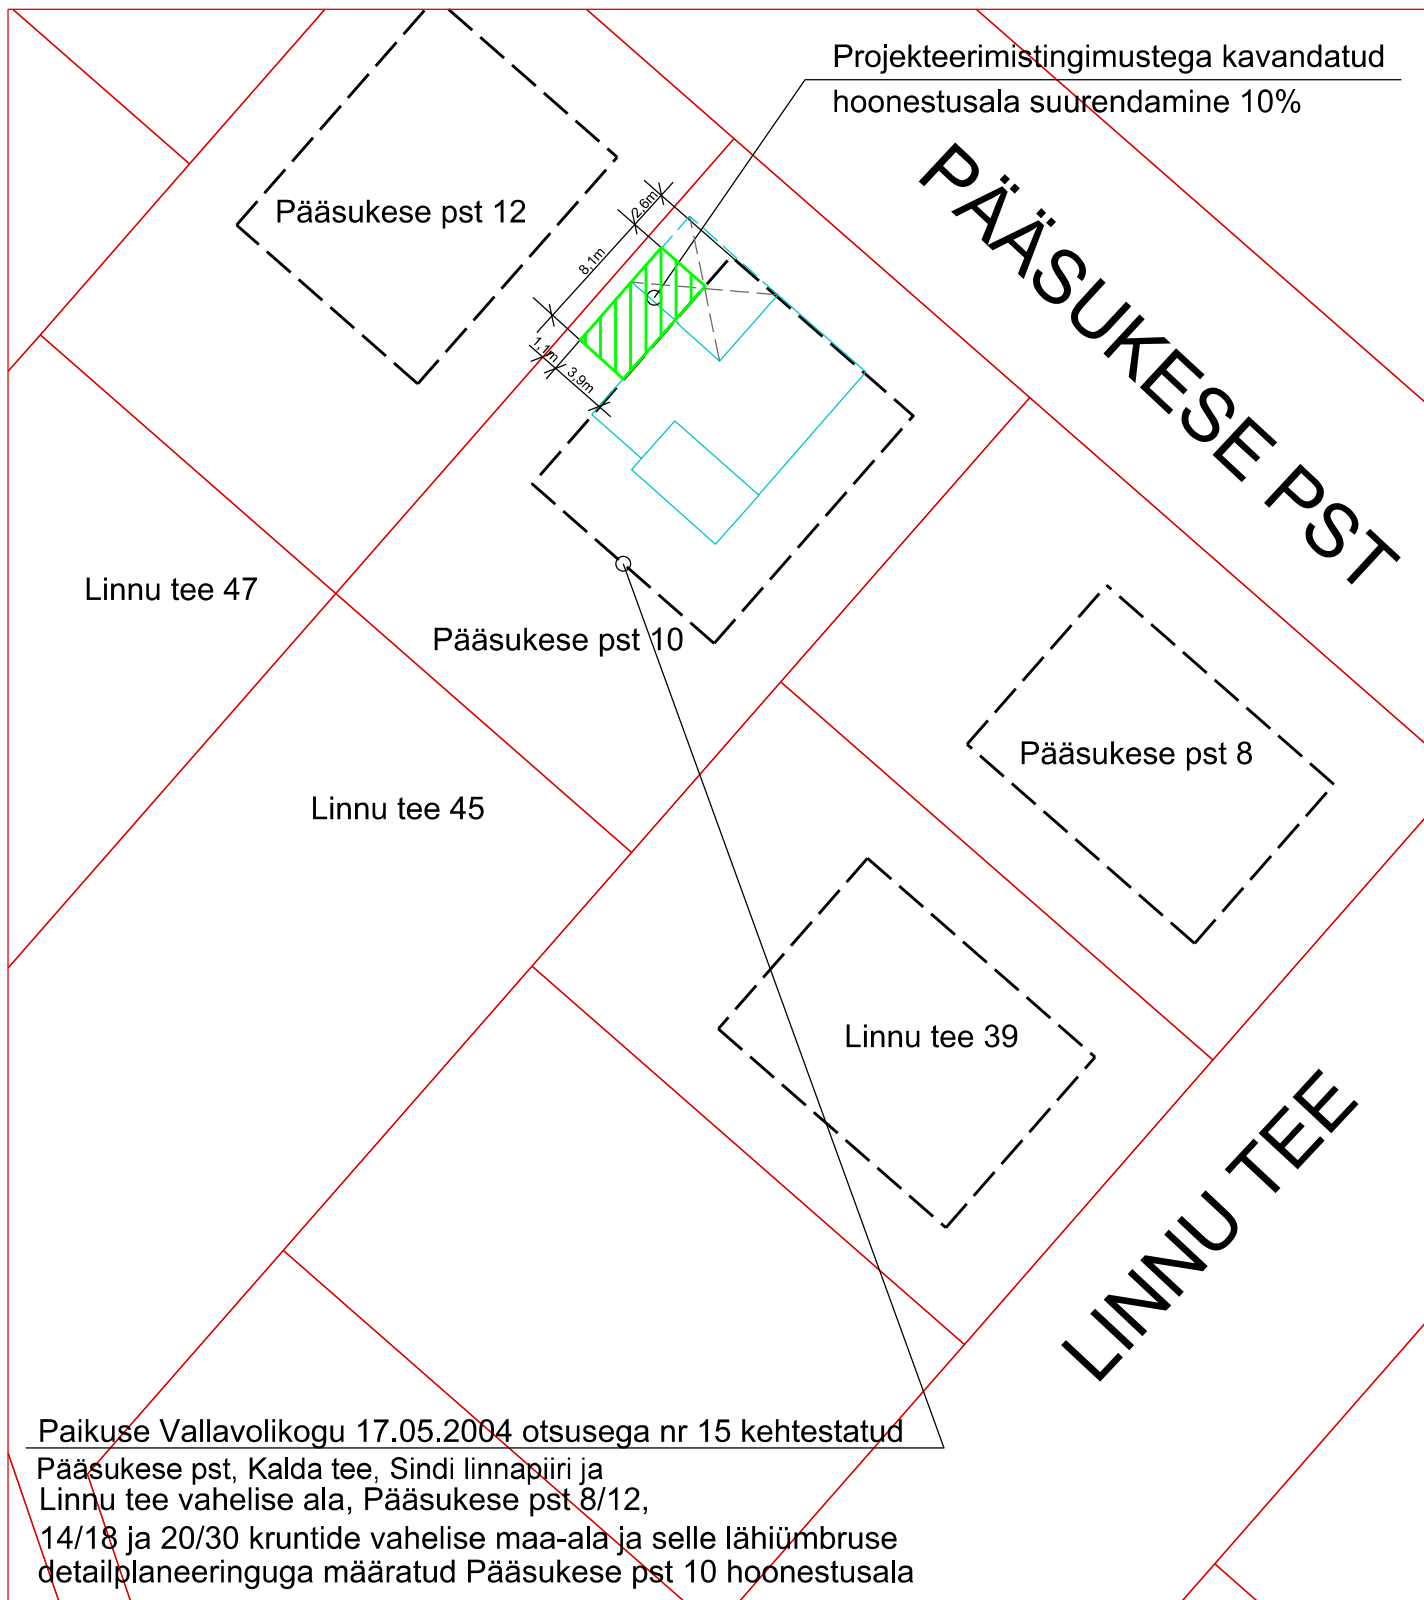 Projekteerimistingimustega kavandatud
hoonestusala suurendamine 10%
PÄÄSUKESE PST
Pääsukese pst 12
2,6m
8,1m
1,1m
3,9m
Linnu tee 47
Pääsukese pst 10
Pääsukese pst 8
Linnu tee 45
Linnu tee 39
LINNU TEE
Paikuse Vallavolikogu 17.05.2004 otsusega nr 15 kehtestatud
Pääsukese pst, Kalda tee, Sindi linnapiiri ja
Linnu tee vahelise ala, Pääsukese pst 8/12,
14/18 ja 20/30 kruntide vahelise maa-ala ja selle lähiümbruse
detailplaneeringuga määratud Pääsukese pst 10 hoonestusala